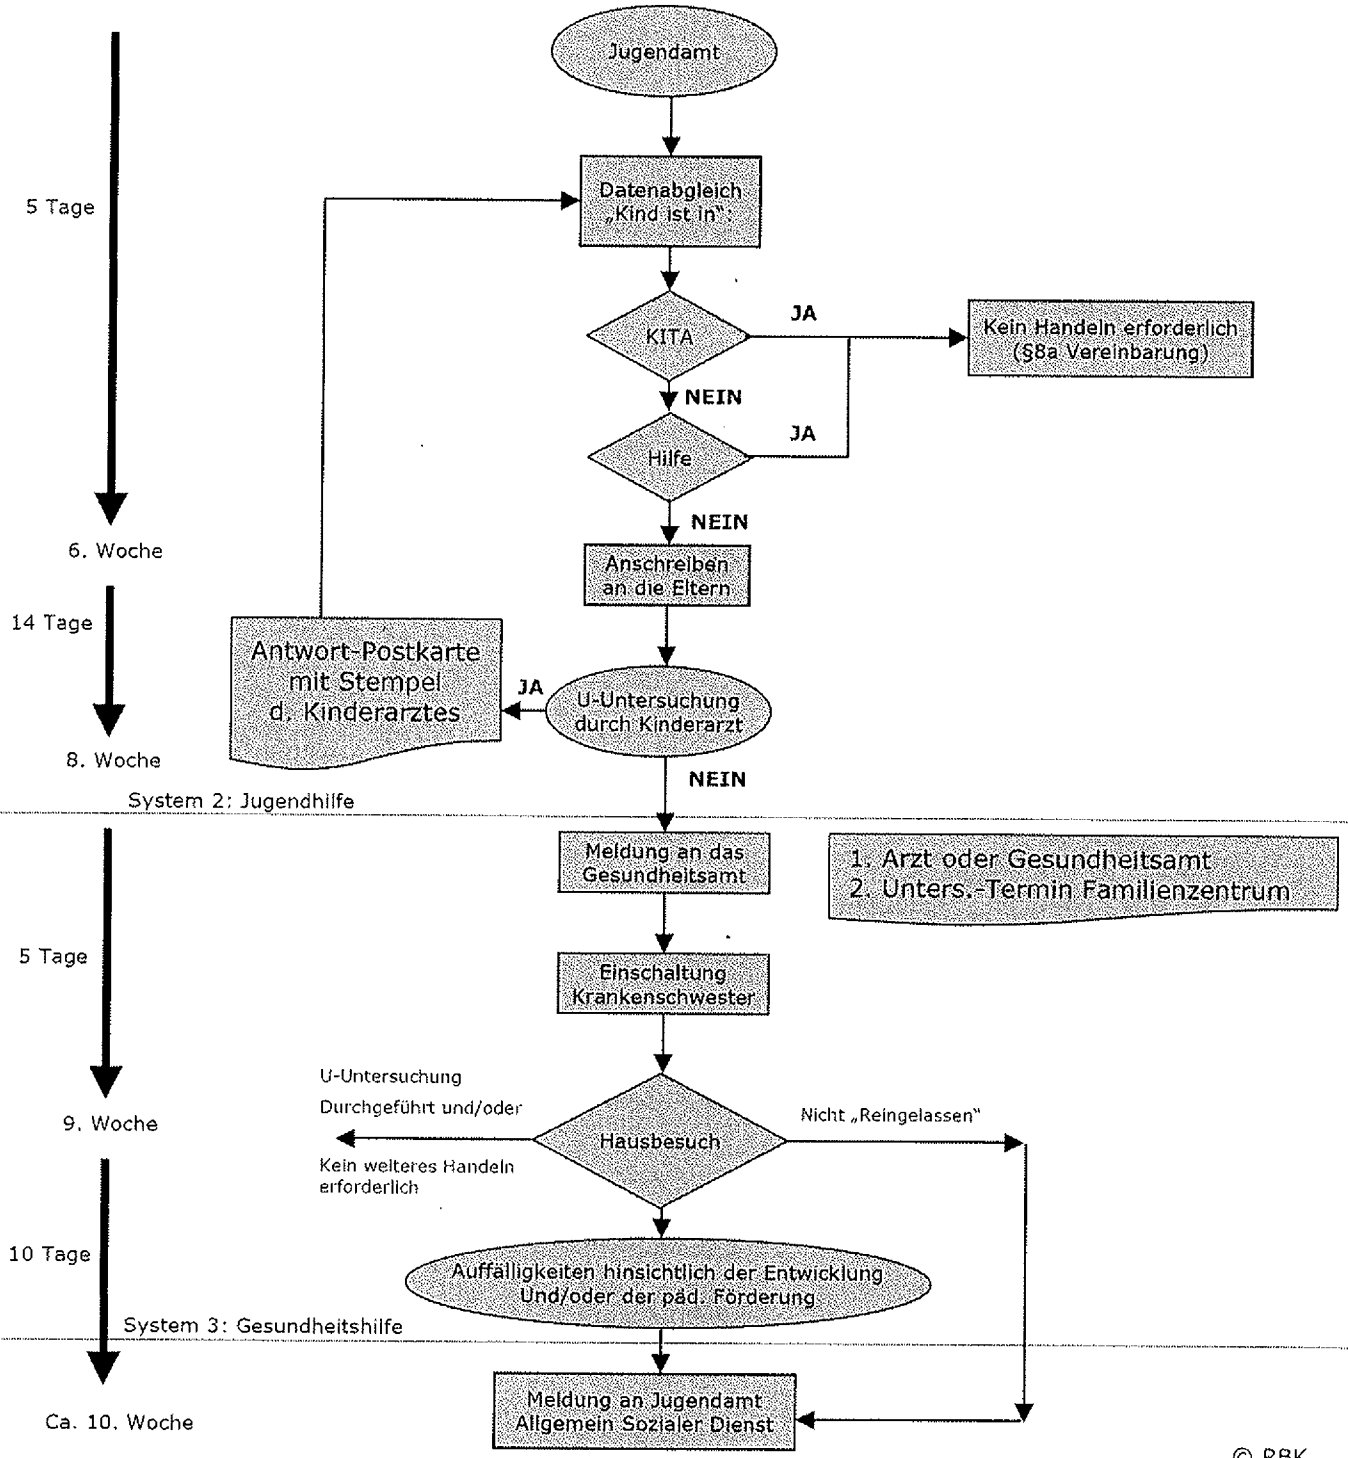 Jugendamt
5 Tage
Datenabgleich
„Kind ist in“:
KITA
JA
Kein Handeln erforderlich
(§8a Vereinbarung)
NEIN
Hilfe
JA
NEIN
6. Woche
Anschreiben
an die Eltern
14 Tage
Antwort-Postkarte
mit Stempel
d. Kinderarztes
JA
U-Untersuchung
durch Kinderarzt
8. Woche
NEIN
System 2: Jugendhilfe
Meldung an das
Gesundheitsamt
1. Arzt oder Gesundheitsamt
2. Unters.-Termin Familienzentrum
5 Tage
Einschaltung
Krankenschwester
U-Untersuchung
Durchgeführt und/oder
Kein weiteres Handeln
erforderlich
Hausbesuch
Nicht „Reingelassen“
9. Woche
10 Tage
Auffälligkeiten hinsichtlich der Entwicklung
Und/oder der päd. Förderung
System 3: Gesundheitshilfe
Meldung an Jugendamt
Allgemein Sozialer Dienst
Ca. 10. Woche
© RBK